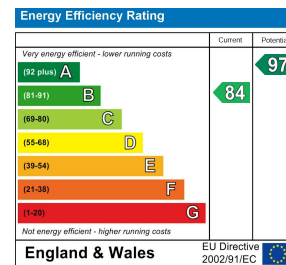 Energy Efficiency Rating
Current Potentia
Very energy efficient - lower running costs
(92 plus) A
(81-91) B
(69-80) C
(55-68) D
(39-54) E
(21-38) F
(1-20) G
84
97
Not energy efficient - higher running costs
England & Wales
EU Directive
2002/91/EC